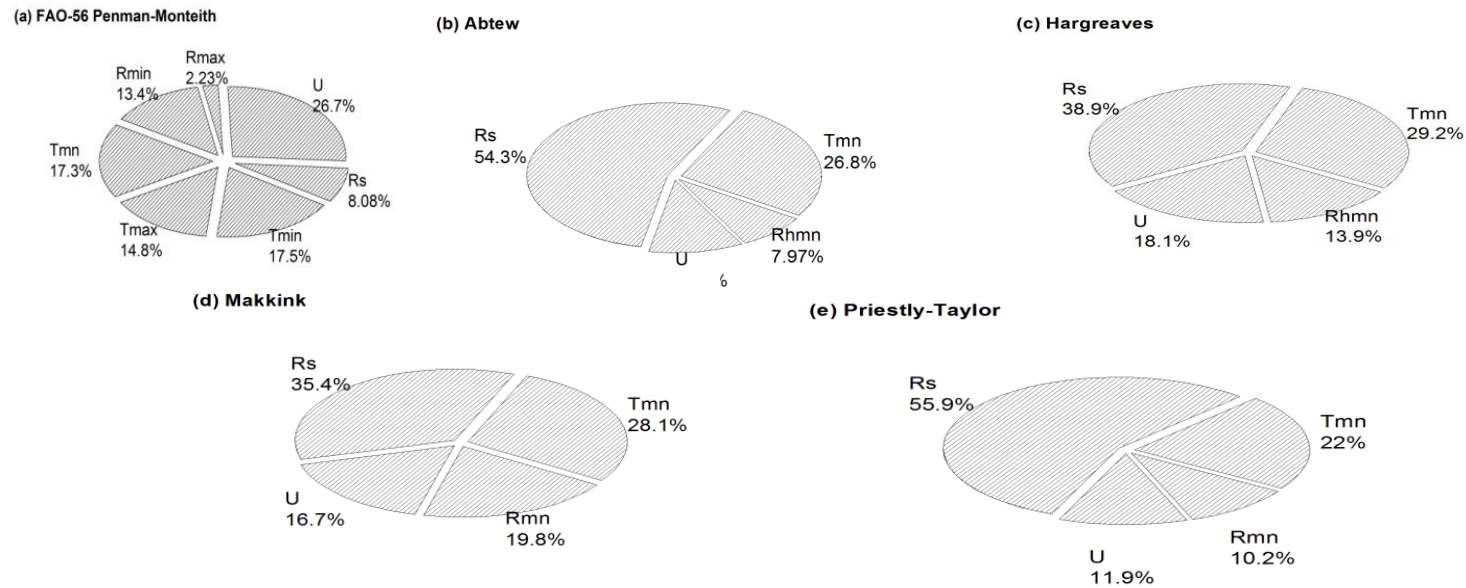 (a) FAO-56 Penman-Monteith
Rmax
2.23%
U
26.7%
Rmin
13.4%
Tmn
17.3%
Rs
8.08%
Tmax
14.8%
Tmin
17.5%
(b) Abtew
Rs
54.3%
Tmn
26.8%
Rhmn
7.97%
U
(c) Hargreaves
Rs
38.9%
Tmn
29.2%
U
18.1%
Rhmn
13.9%
(d) Makkink
Rs
35.4%
Tmn
28.1%
U
16.7%
Rmn
19.8%
(e) Priestly-Taylor
Rs
55.9%
Tmn
22%
Rmn
10.2%
U
11.9%